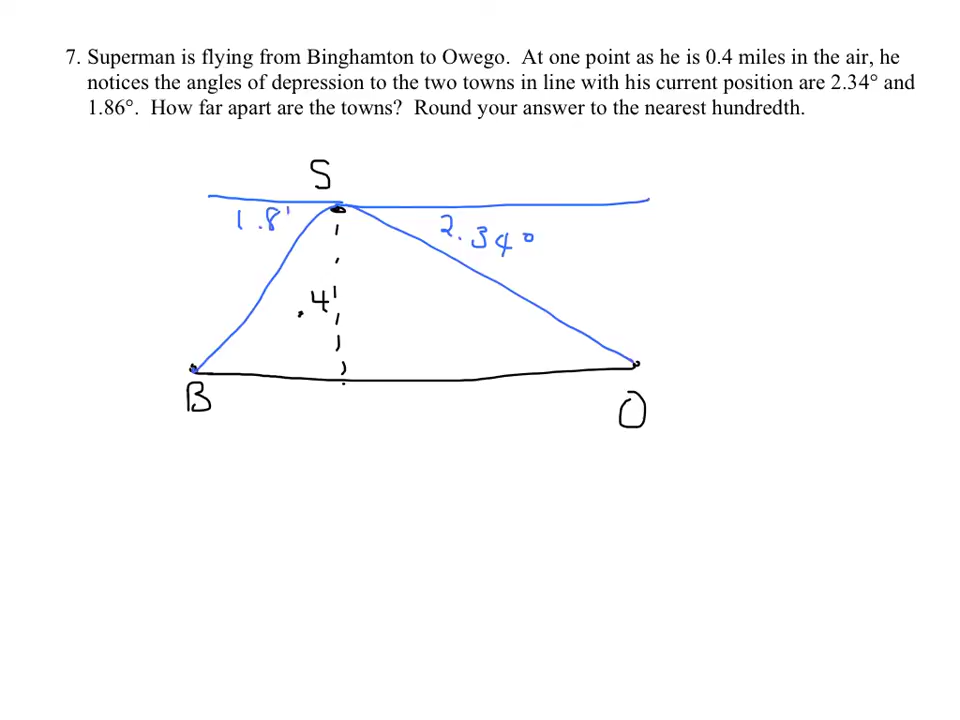 7. Superman is flying from Binghamton to Owego. At one point as he is 0.4 miles in the air, he
notices the angles of depression to the two towns in line with his current position are 2.34° and
1.86°. How far apart are the towns? Round your answer to the nearest hundredth.
S
1.8'
2.34°
.4'
B
O